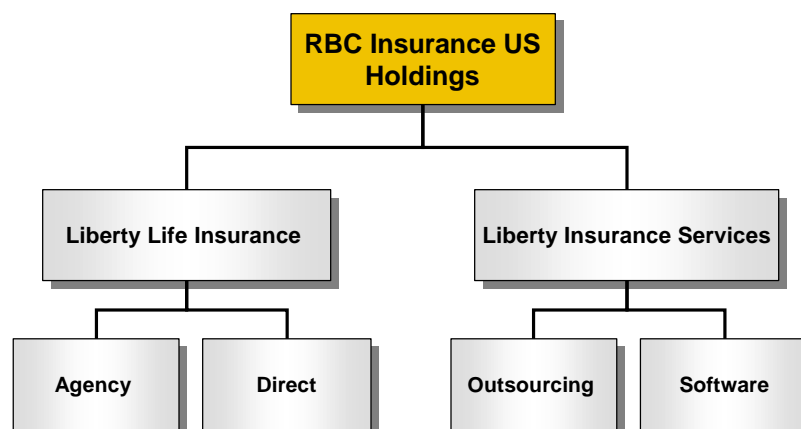 RBC Insurance US
Holdings
Liberty Life Insurance
Liberty Insurance Services
Agency
Direct
Outsourcing
Software